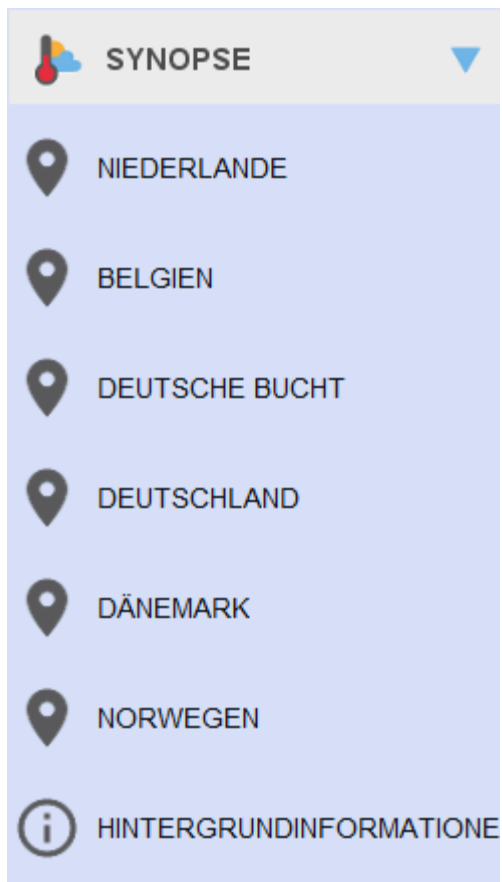 SYNOPSE
NIEDERLANDE
BELGIEN
DEUTSCHE BUCHT
DEUTSCHLAND
DÄNEMARK
NORWEGEN
HINTERGRUNDINFORMATIONE